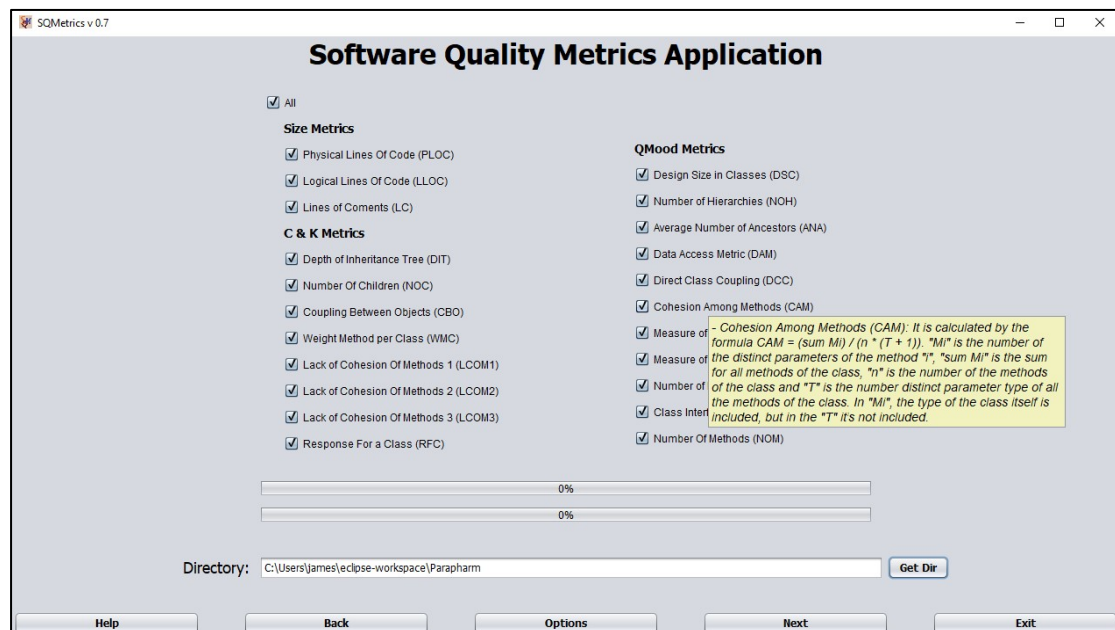 SQMetrics v 0.7
Software Quality Metrics Application
All
Size Metrics
Physical Lines Of Code (PLOC)
Logical Lines Of Code (LLOC)
Lines of Coments (LC)
C & K Metrics
Depth of Inheritance Tree (DIT)
Number Of Children (NOC)
Coupling Between Objects (CBO)
Weight Method per Class (WMC)
Lack of Cohesion Of Methods 1 (LCOM1)
Lack of Cohesion Of Methods 2 (LCOM2)
Lack of Cohesion Of Methods 3 (LCOM3)
Response For a Class (RFC)
QMood Metrics
Design Size in Classes (DSC)
Number of Hierarchies (NOH)
Average Number of Ancestors (ANA)
Data Access Metric (DAM)
Direct Class Coupling (DCC)
Cohesion Among Methods (CAM)
Measure of
Measure of
Number of
Class Interf
Number Of Methods (NOM)
- Cohesion Among Methods (CAM): It is calculated by the
formula CAM = (sum Mi) / (n * (T + 1)). "Mi" is the number of
the distinct parameters of the method "i", "sum Mi" is the sum
for all methods of the class, "n" is the number of the methods
of the class and "T" is the number distinct parameter type of all
the methods of the class. In "Mi", the type of the class itself is
included, but in the "T" it's not included.
0%
0%
Directory:
C:\Users\james\eclipse-workspace\Parapharm
Get Dir
Help
Back
Options
Next
Exit